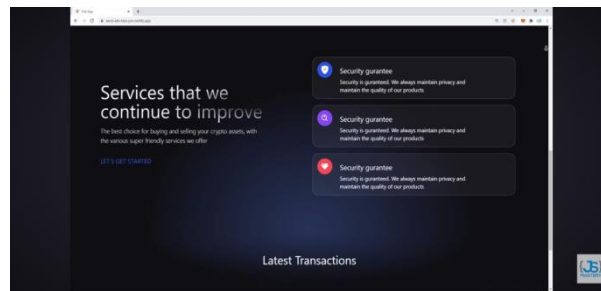 Services that we
continue to improve
The best choice for buying and selling your crypto assets, with
the various super friendly services we offer
LET'S GET STARTED
Security gurantee
Security is guranteed. We always maintain privacy and
maintain the quality of our products
Security gurantee
Security is guranteed. We always maintain privacy and
maintain the quality of our products
Security gurantee
Security is guranteed. We always maintain privacy and
maintain the quality of our products
Latest Transactions
JS